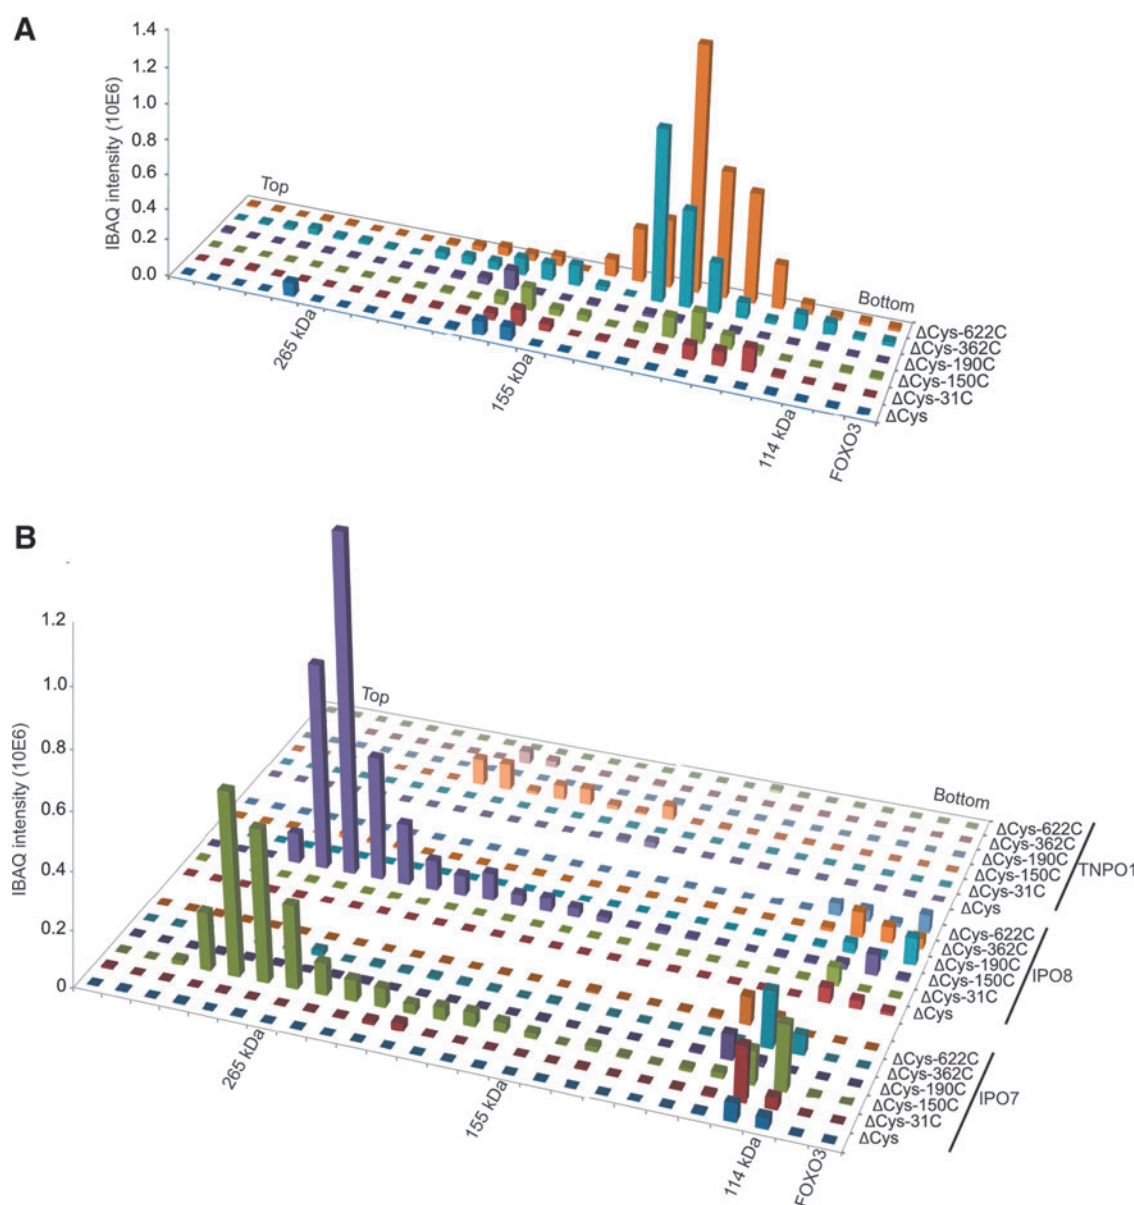 A
1.4
1.2
1.0
0.8
0.6
0.4
0.2
0.0
IBAQ intensity (10E6)
Top
Bottom
265 kDa
155 kDa
114 kDa
FOXO3
ΔCys-622C
ΔCys-362C
ΔCys-190C
ΔCys-150C
ΔCys-31C
ΔCys
B
1.2
1.0
0.8
0.6
0.4
0.2
0
IBAQ intensity (10E6)
Top
Bottom
265 kDa
155 kDa
114 kDa
FOXO3
ΔCys-622C
ΔCys-362C
ΔCys-190C
ΔCys-150C
ΔCys-31C
ΔCys
TNPO1
ΔCys-622C
ΔCys-362C
ΔCys-190C
ΔCys-150C
ΔCys-31C
ΔCys
IPO8
ΔCys-622C
ΔCys-362C
ΔCys-190C
ΔCys-150C
ΔCys-31C
ΔCys
IPO7